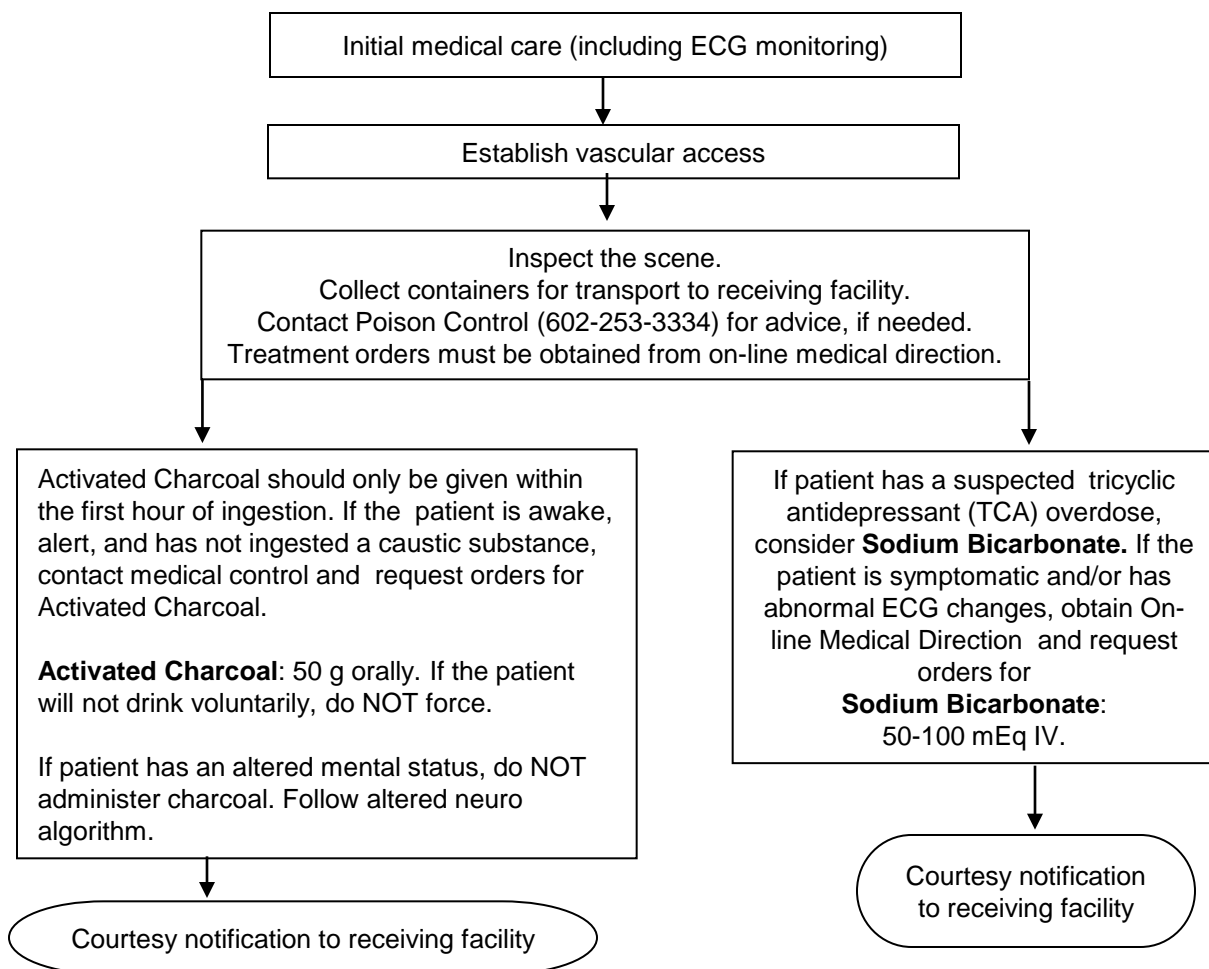 Initial medical care (including ECG monitoring)
Establish vascular access
Inspect the scene.
Collect containers for transport to receiving facility.
Contact Poison Control (602-253-3334) for advice, if needed.
Treatment orders must be obtained from on-line medical direction.
Activated Charcoal should only be given within
the first hour of ingestion. If the patient is awake,
alert, and has not ingested a caustic substance,
contact medical control and request orders for
Activated Charcoal.
Activated Charcoal: 50 g orally. If the patient
will not drink voluntarily, do NOT force.
If patient has an altered mental status, do NOT
administer charcoal. Follow altered neuro
algorithm.
Courtesy notification to receiving facility
If patient has a suspected tricyclic
antidepressant (TCA) overdose,
consider Sodium Bicarbonate. If the
patient is symptomatic and/or has
abnormal ECG changes, obtain On-
line Medical Direction and request
orders for
Sodium Bicarbonate:
50-100 mEq IV.
Courtesy notification
to receiving facility